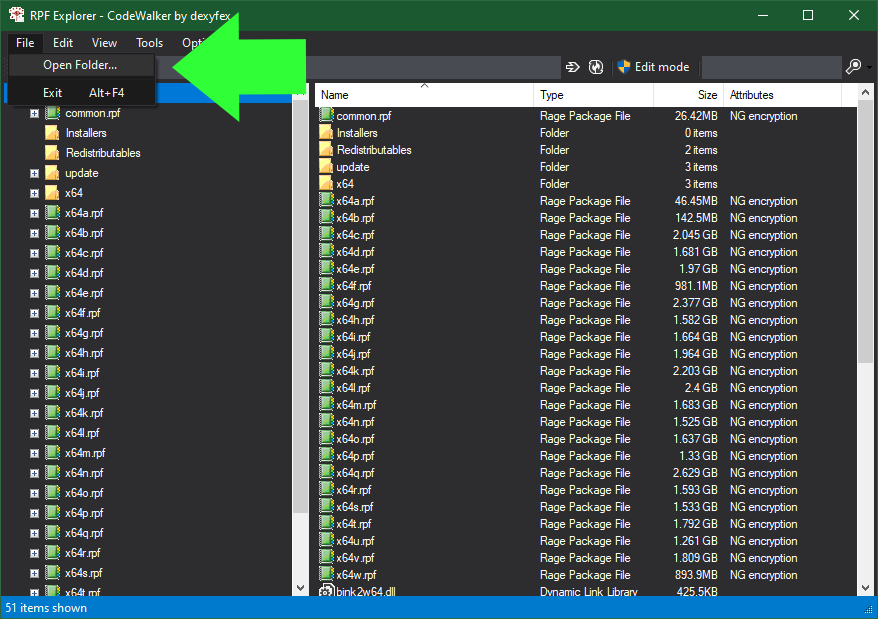 RPF Explorer - CodeWalker by dexyfex
File Edit View Tools
Open Folder...
Exit Alt+F4
Edit mode
common.rpf
Installers
Redistributables
update
x64
x64a.rpf
x64b.rpf
x64c.rpf
x64d.rpf
x64e.rpf
x64f.rpf
x64g.rpf
x64h.rpf
x64i.rpf
x64j.rpf
x64k.rpf
x64l.rpf
x64m.rpf
x64n.rpf
x64o.rpf
x64p.rpf
x64q.rpf
x64r.rpf
x64s.rpf
x64t.rpf
Name Type Size Attributes
common.rpf Rage Package File 26.42MB NG encryption
Installers Folder 0 items
Redistributables Folder 2 items
update Folder 3 items
x64 Folder 3 items
x64a.rpf Rage Package File 46.45MB NG encryption
x64b.rpf Rage Package File 142.5MB NG encryption
x64c.rpf Rage Package File 2.045 GB NG encryption
x64d.rpf Rage Package File 1.681 GB NG encryption
x64e.rpf Rage Package File 1.97 GB NG encryption
x64f.rpf Rage Package File 981.1MB NG encryption
x64g.rpf Rage Package File 2.377 GB NG encryption
x64h.rpf Rage Package File 1.582 GB NG encryption
x64i.rpf Rage Package File 1.664 GB NG encryption
x64j.rpf Rage Package File 1.964 GB NG encryption
x64k.rpf Rage Package File 2.203 GB NG encryption
x64l.rpf Rage Package File 2.4 GB NG encryption
x64m.rpf Rage Package File 1.683 GB NG encryption
x64n.rpf Rage Package File 1.525 GB NG encryption
x64o.rpf Rage Package File 1.637 GB NG encryption
x64p.rpf Rage Package File 1.33 GB NG encryption
x64q.rpf Rage Package File 2.629 GB NG encryption
x64r.rpf Rage Package File 1.593 GB NG encryption
x64s.rpf Rage Package File 1.533 GB NG encryption
x64t.rpf Rage Package File 1.792 GB NG encryption
x64u.rpf Rage Package File 1.261 GB NG encryption
x64v.rpf Rage Package File 1.809 GB NG encryption
x64w.rpf Rage Package File 893.9MB NG encryption
bink2w64.dll Dynamic Link Library 425.5KB
51 items shown